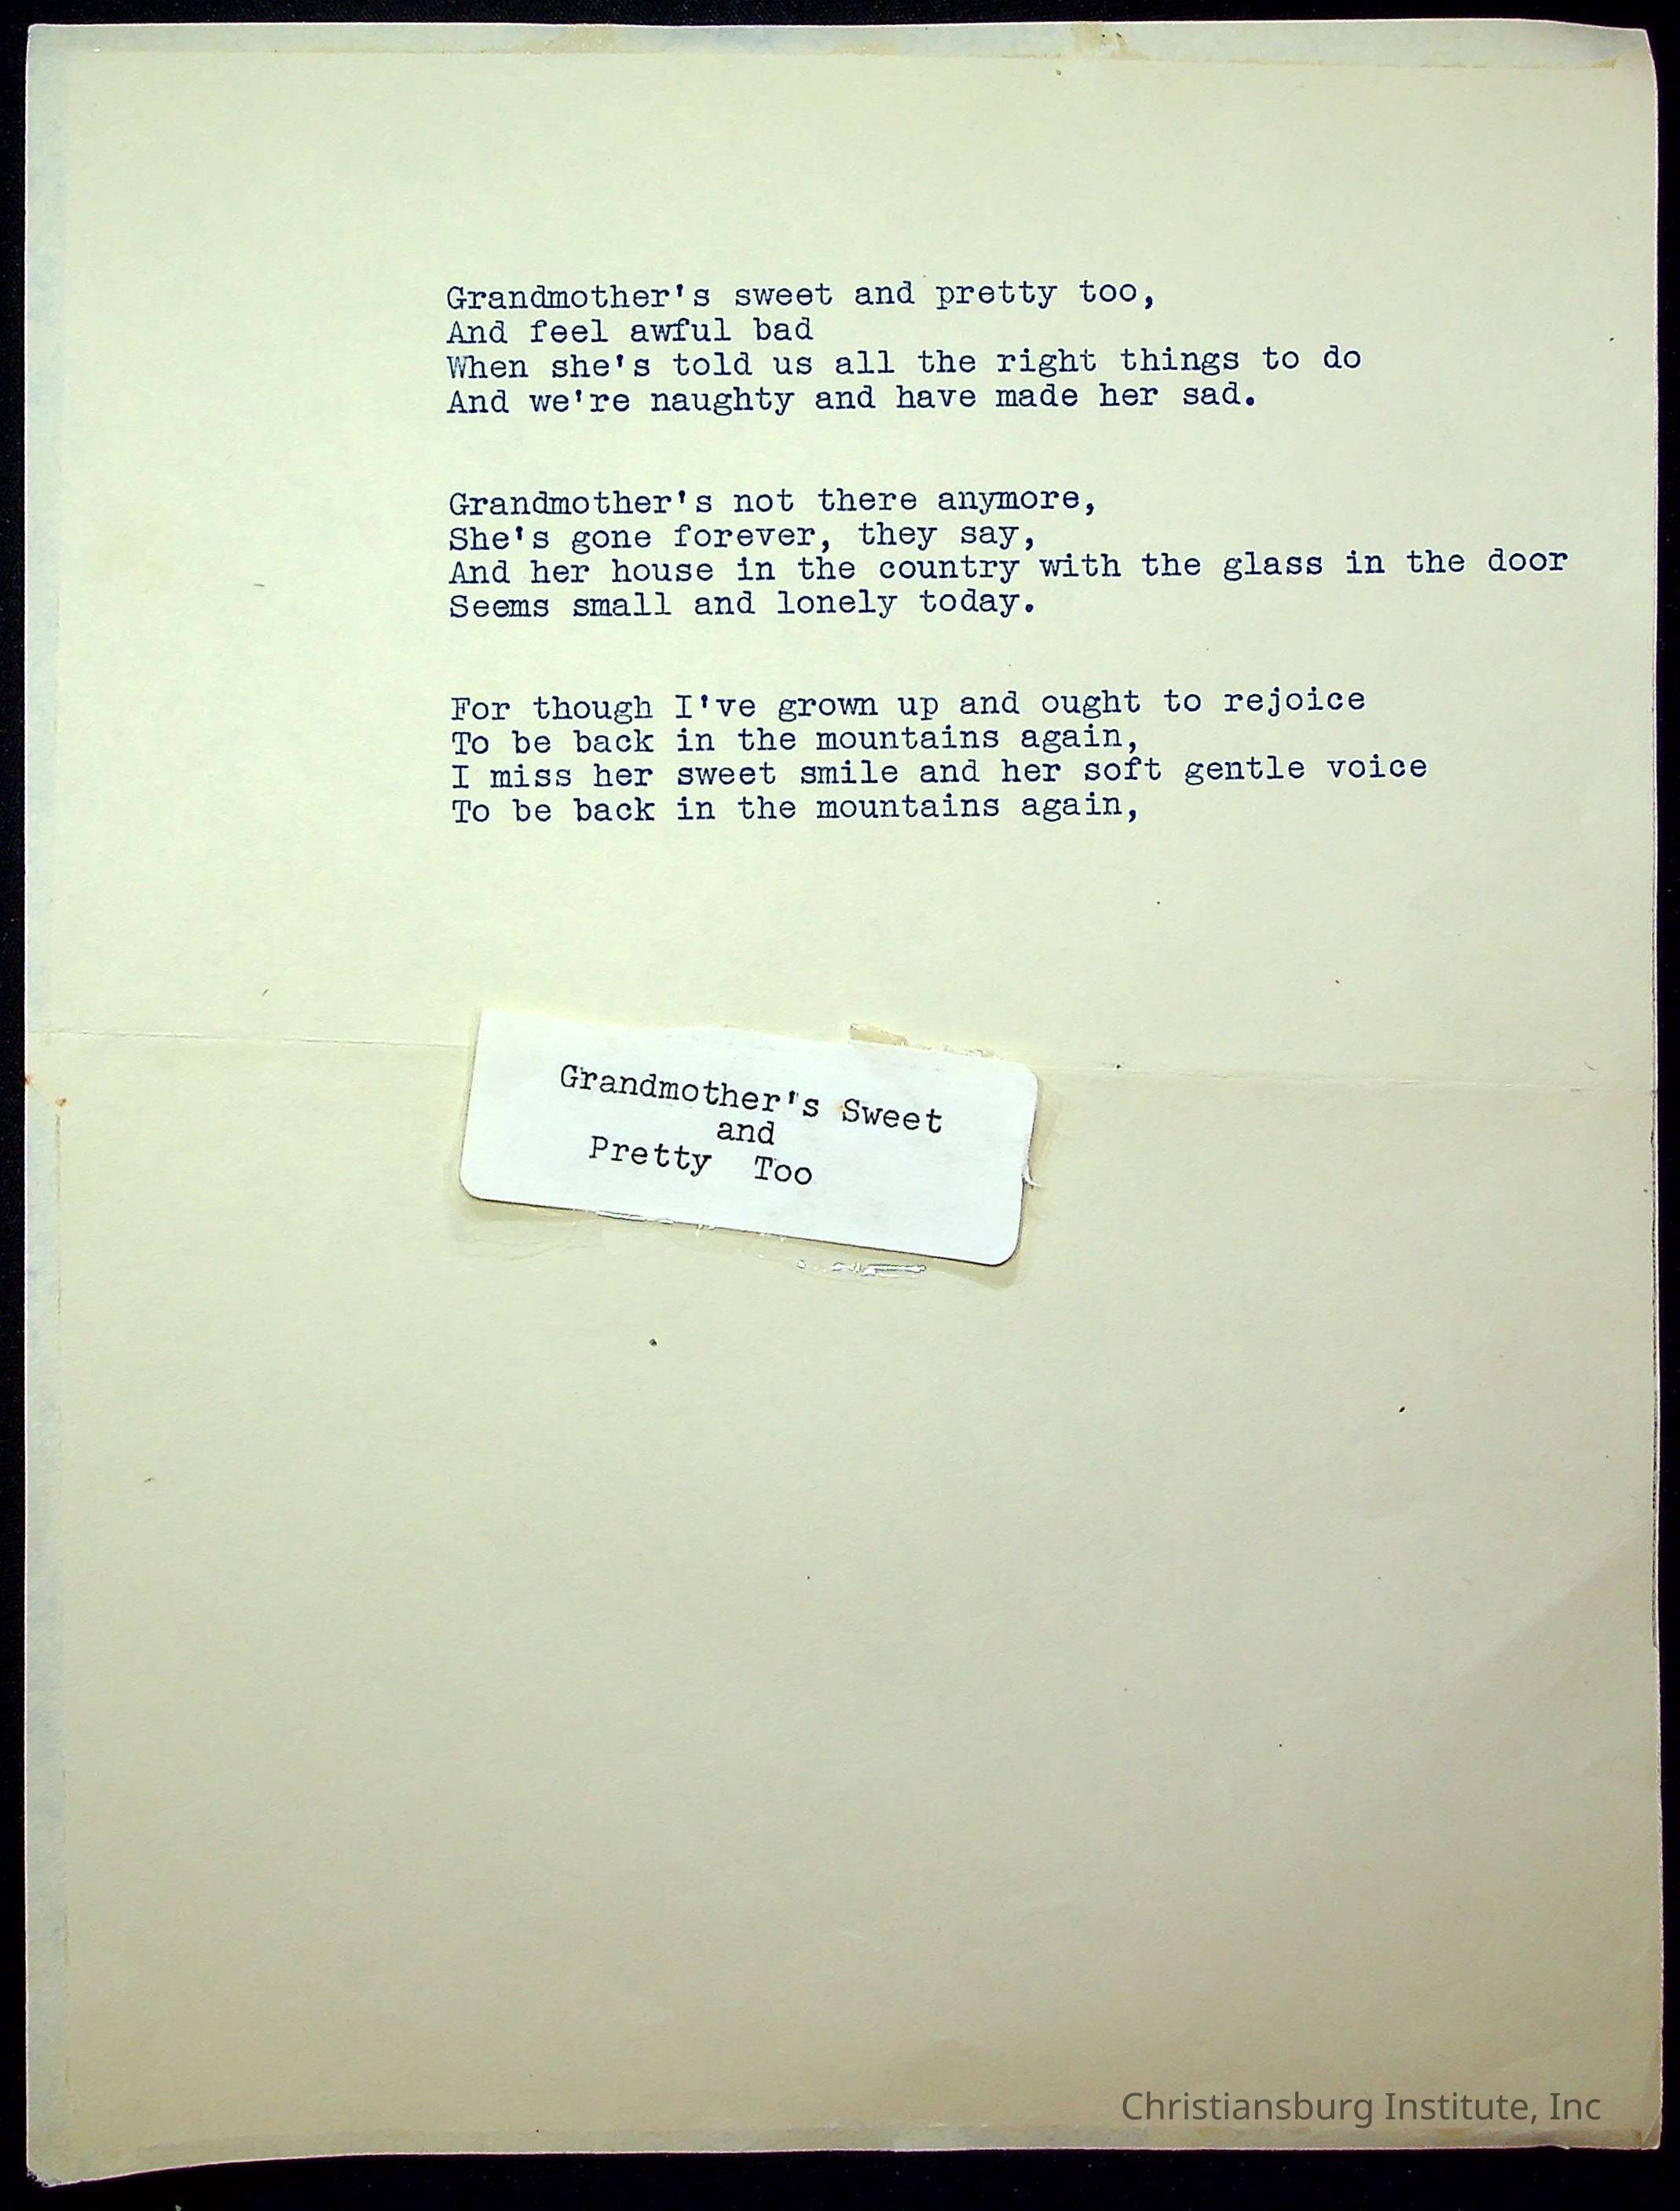 Grandmother's sweet and pretty too,
And feel awful bad
When she's told us all the right things to do
And we're naughty and have made her sad.
Grandmother's not there anymore,
She's gone forever, they say,
And her house in the country with the glass in the door
Seems small and lonely today.
For though I've grown up and ought to rejoice
To be back in the mountains again,
I miss her sweet smile and her soft gentle voice
To be back in the mountains again,
Grandmother's Sweet
and
Pretty Too
Christiansburg Institute, Inc